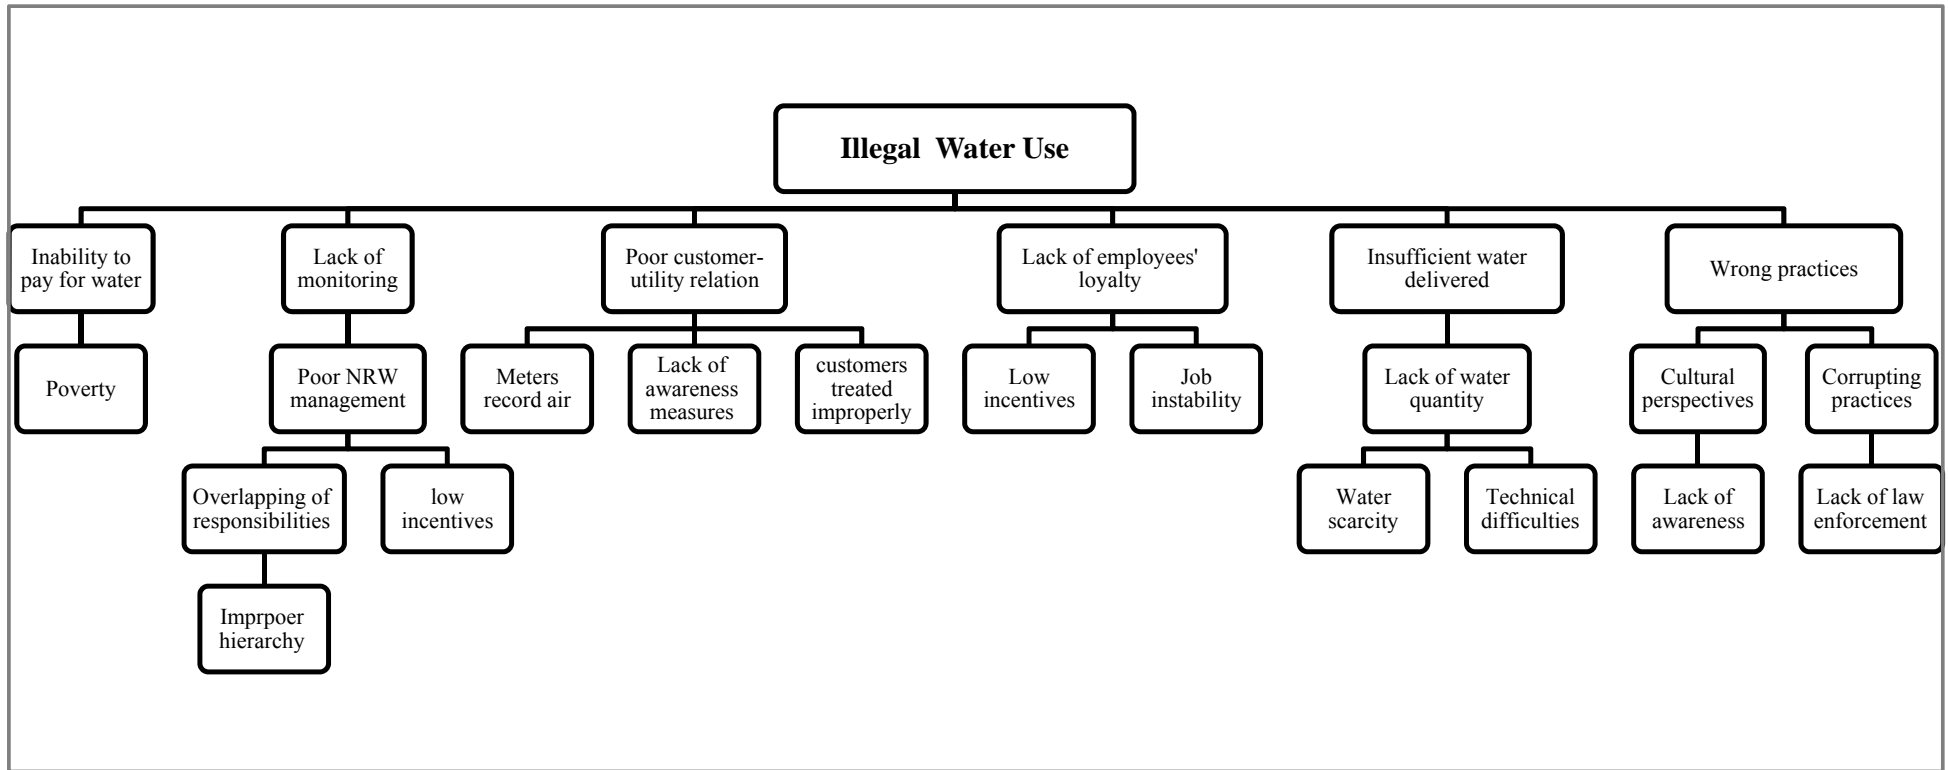 Illegal Water Use
Inability to
pay for water
Lack of
monitoring
Poor customer-
utility relation
Lack of employees'
loyalty
Insufficient water
delivered
Wrong practices
Poverty
Poor NRW
management
Meters
record air
Lack of
awareness
measures
customers
treated
improperly
Low
incentives
Job
instability
Lack of water
quantity
Cultural
perspectives
Corrupting
practices
Overlapping of
responsibilities
low
incentives
Water
scarcity
Technical
difficulties
Lack of
awareness
Lack of law
enforcement
Imprpoer
hierarchy